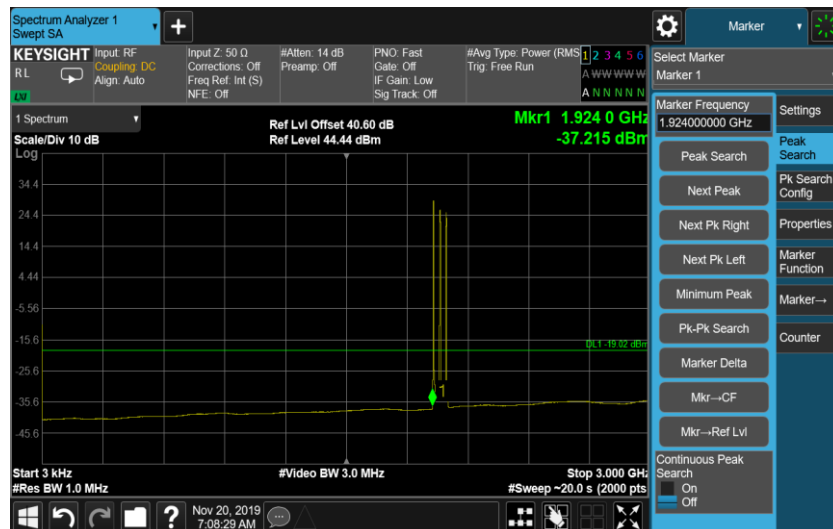 Spectrum Analyzer 1
Swept SA
Marker
KEYSIGHT
Input: RF
Input Z: 50 Ω
#Atten: 14 dB
PNO: Fast
#Avg Type: Power (RMS
1 2 3 4 5 6
Select Marker
RL
Coupling: DC
Corrections: Off
Preamp: Off
Gate: Off
Trig: Free Run
A W W W W W
Marker 1
Align: Auto
Freq Ref: Int (S)
IF Gain: Low
LXI
NFE: Off
Sig Track: Off
A N N N N N
1 Spectrum
Mkr1 1.924 0 GHz
Marker Frequency
Settings
Ref Lvl Offset 40.60 dB
1.924000000 GHz
Scale/Div 10 dB
Ref Level 44.44 dBm
-37.215 dBm
Peak Search
Peak Search
Log
34.4
Next Peak
Pk Search Config
24.4
Next Pk Right
Properties
14.4
Next Pk Left
Marker Function
4.44
Minimum Peak
Marker→
-5.56
Pk-Pk Search
Counter
-15.6
DL1 -19.02 dBm
Marker Delta
-25.6
1
Mkr→CF
-35.6
Mkr→Ref Lvl
-45.6
Continuous Peak Search
Start 3 kHz
#Video BW 3.0 MHz
Stop 3.000 GHz
On
#Res BW 1.0 MHz
#Sweep ~20.0 s (2000 pts
Off
Nov 20, 2019
7:08:29 AM